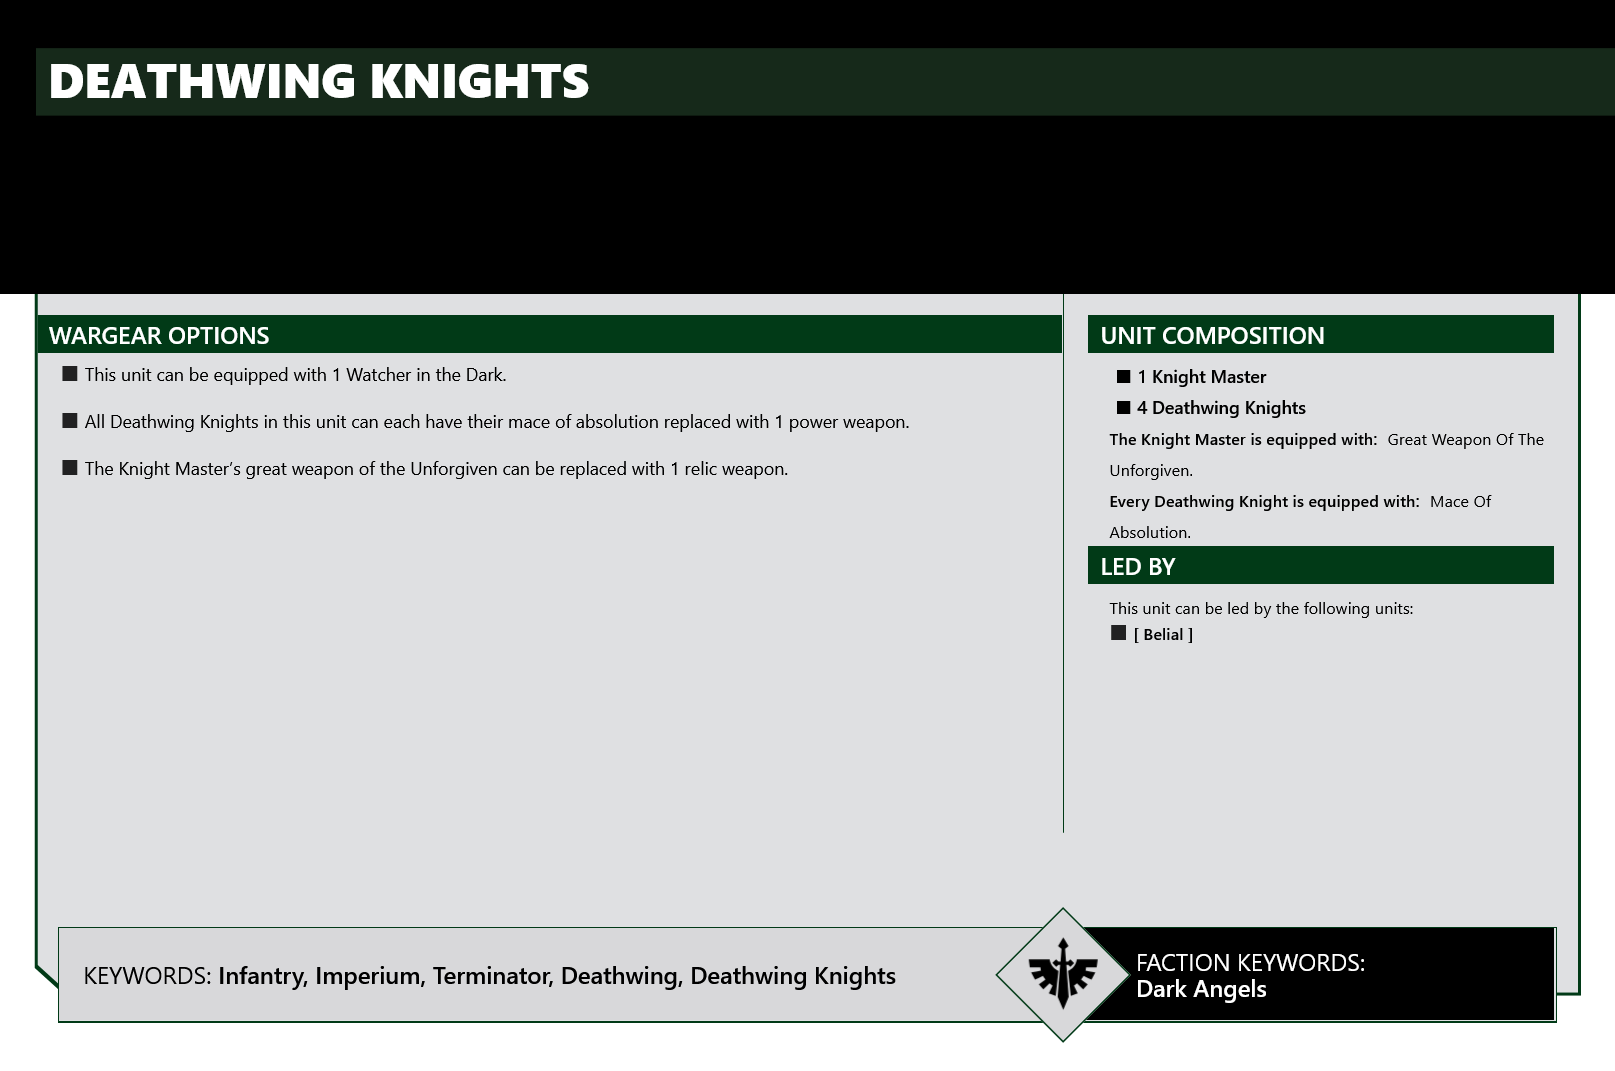 DEATHWING KNIGHTS
WARGEAR OPTIONS
This unit can be equipped with 1 Watcher in the Dark.
All Deathwing Knights in this unit can each have their mace of absolution replaced with 1 power weapon.
The Knight Master’s great weapon of the Unforgiven can be replaced with 1 relic weapon.
UNIT COMPOSITION
1 Knight Master
4 Deathwing Knights
The Knight Master is equipped with: Great Weapon Of The
Unforgiven.
Every Deathwing Knight is equipped with: Mace Of
Absolution.
LED BY
This unit can be led by the following units:
[ Belial ]
KEYWORDS: Infantry, Imperium, Terminator, Deathwing, Deathwing Knights
FACTION KEYWORDS:
Dark Angels